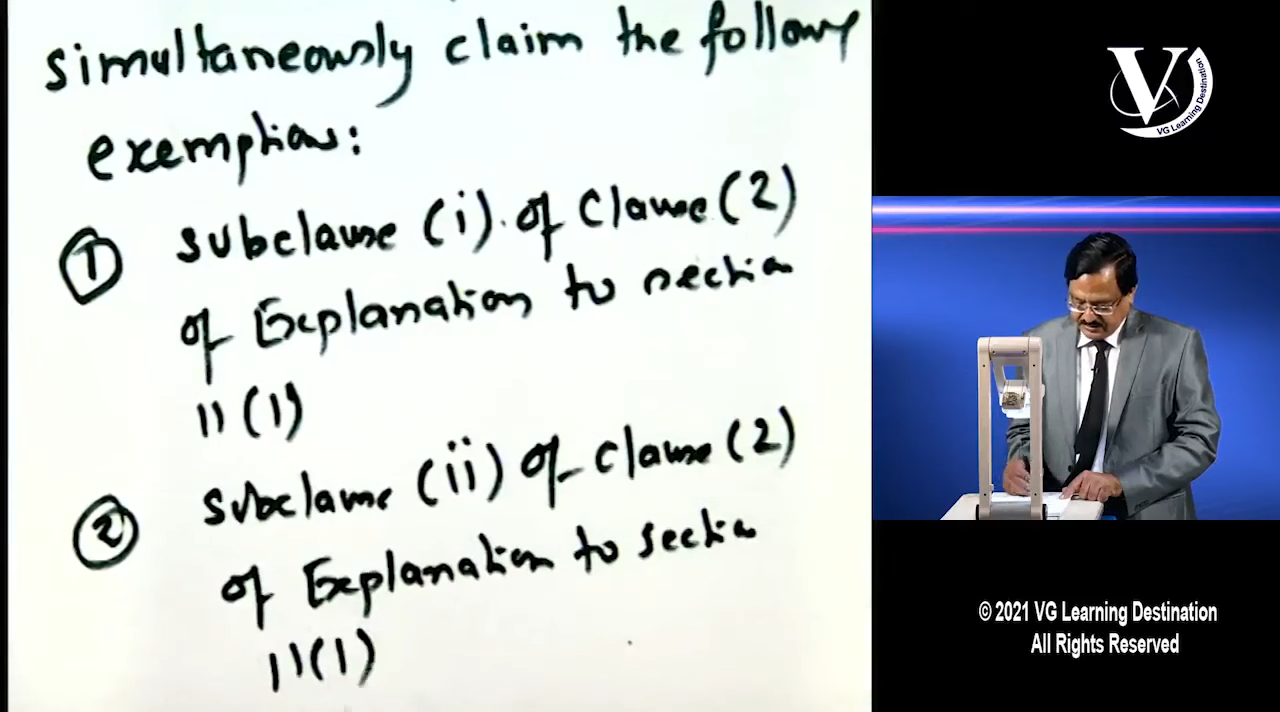 simultaneously claim the following
exemptions:
① subclause (i) of Clause (2)
of Explanation to section
11 (1)
② subclause (ii) of clause (2)
of Explanation to section
11(1)
V
VG Learning Destination
© 2021 VG Learning Destination
All Rights Reserved